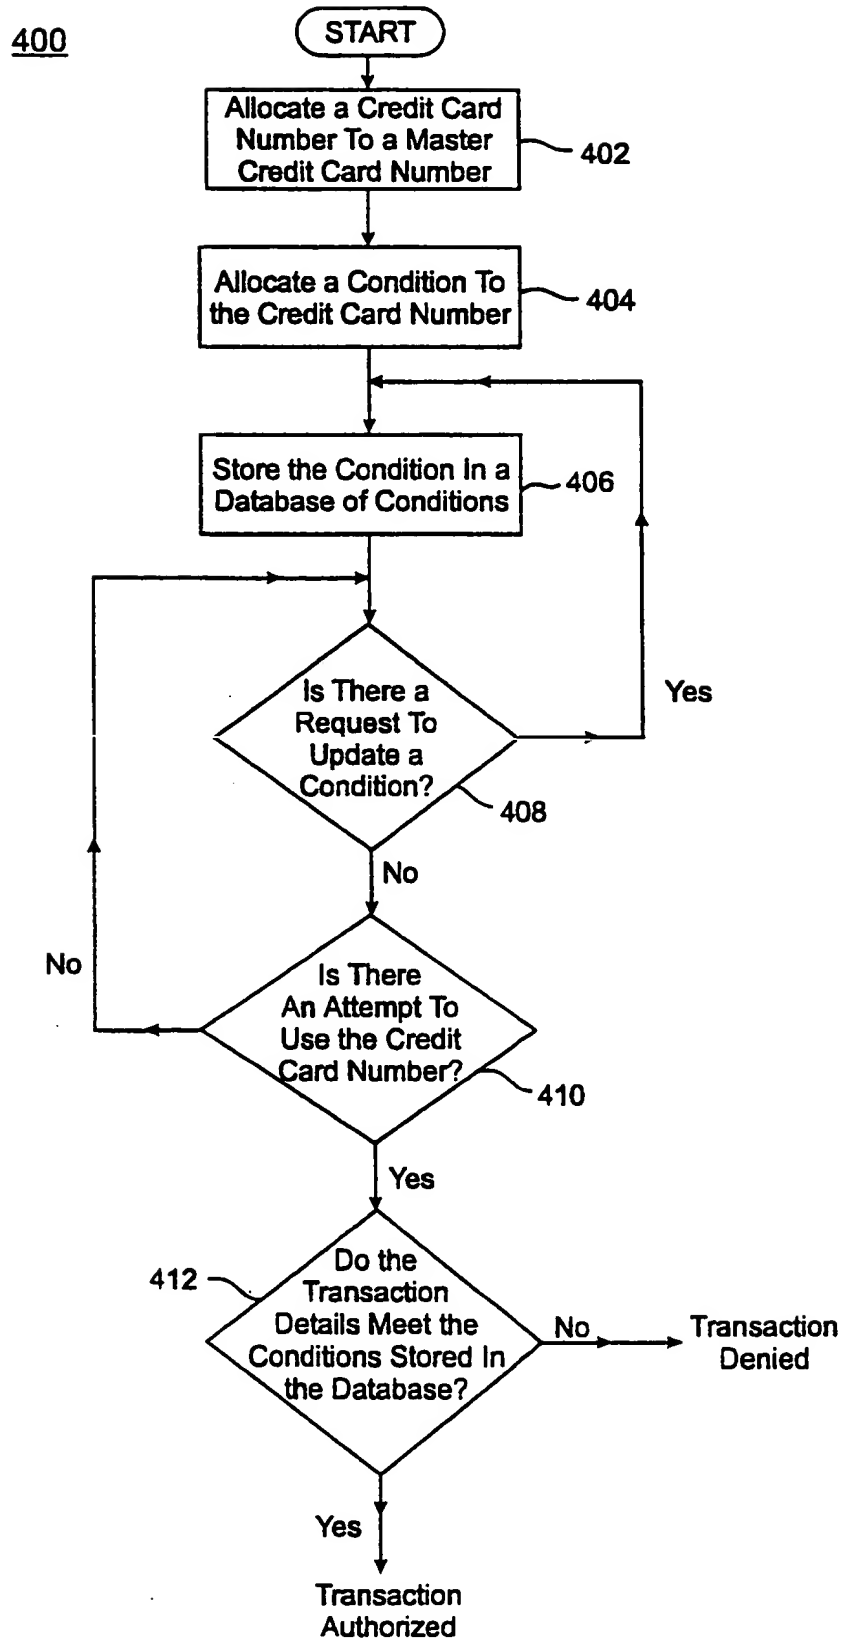 400
START
Allocate a Credit Card
Number To a Master
Credit Card Number
402
Allocate a Condition To
the Credit Card Number
404
Store the Condition In a
Database of Conditions
406
Is There a
Request To
Update a
Condition?
Yes
408
No
Is There
An Attempt To
Use the Credit
Card Number?
No
410
Yes
412
Do the
Transaction
Details Meet the
Conditions Stored In
the Database?
No
Transaction
Denied
Yes
Transaction
Authorized